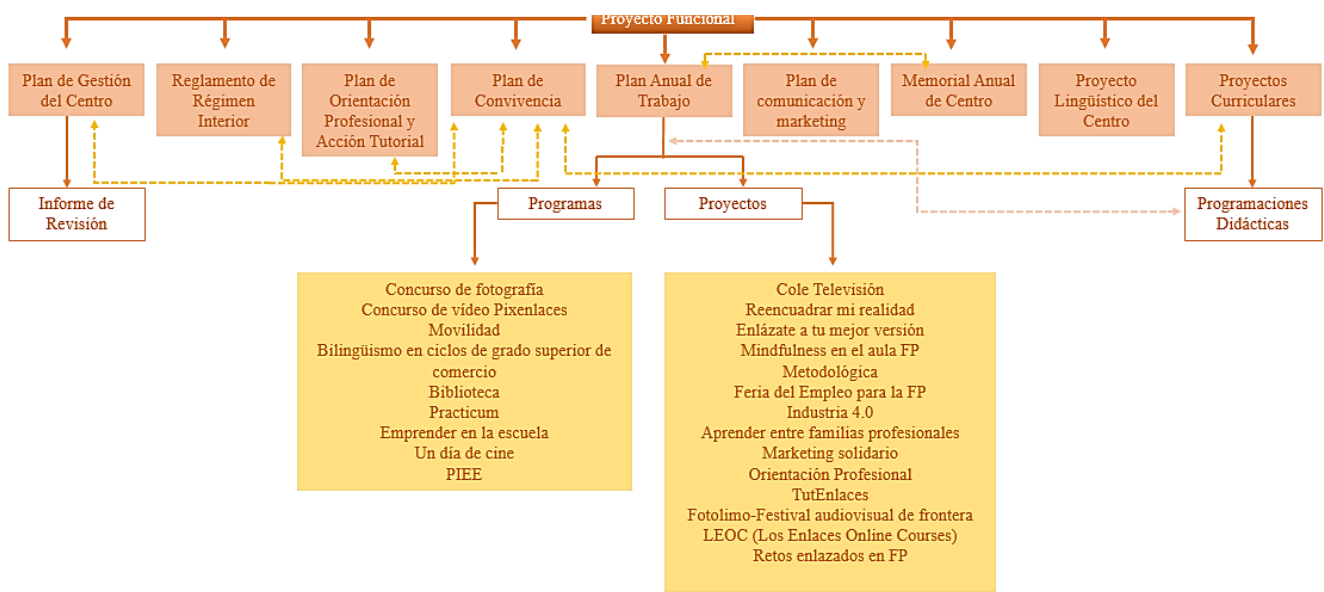 Proyecto Funcional
Plan de Gestión
del Centro
Reglamento de
Régimen
Interior
Plan de
Orientación
Profesional y
Acción Tutorial
Plan de
Convivencia
Plan Anual de
Trabajo
Plan de
comunicación y
marketing
Memorial Anual
de Centro
Proyecto
Lingüístico del
Centro
Proyectos
Curriculares
Informe de
Revisión
Programas
Proyectos
Programaciones
Didácticas
Concurso de fotografía
Concurso de vídeo Pixenlaces
Movilidad
Bilingüismo en ciclos de grado superior de
comercio
Biblioteca
Practicum
Emprender en la escuela
Un día de cine
PIEE
Cole Televisión
Reencuadrar mi realidad
Enlázate a tu mejor versión
Mindfulness en el aula FP
Metodológica
Feria del Empleo para la FP
Industria 4.0
Aprender entre familias profesionales
Marketing solidario
Orientación Profesional
TutEnlaces
Fotolimo-Festival audiovisual de frontera
LEOC (Los Enlaces Online Courses)
Retos enlazados en FP